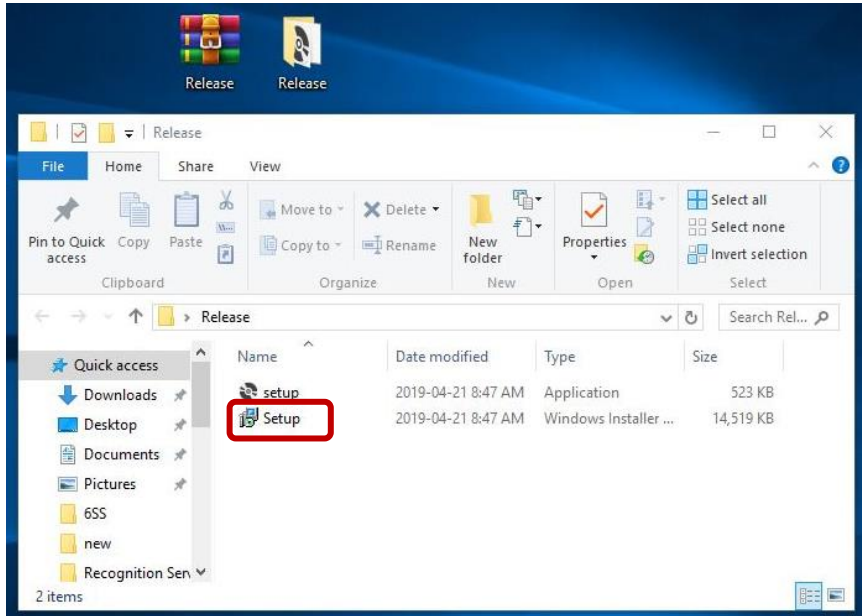 Release Release
Release
File Home Share View
Pin to Quick access Copy Paste Move to Copy to Delete Rename New folder Properties Select all Select none Invert selection
Clipboard Organize New Open Select
Release Search Rel...
Quick access Name Date modified Type Size
Downloads setup 2019-04-21 8:47 AM Application 523 KB
Desktop Setup 2019-04-21 8:47 AM Windows Installer ... 14,519 KB
Documents
Pictures
6SS
new
Recognition Serv
2 items